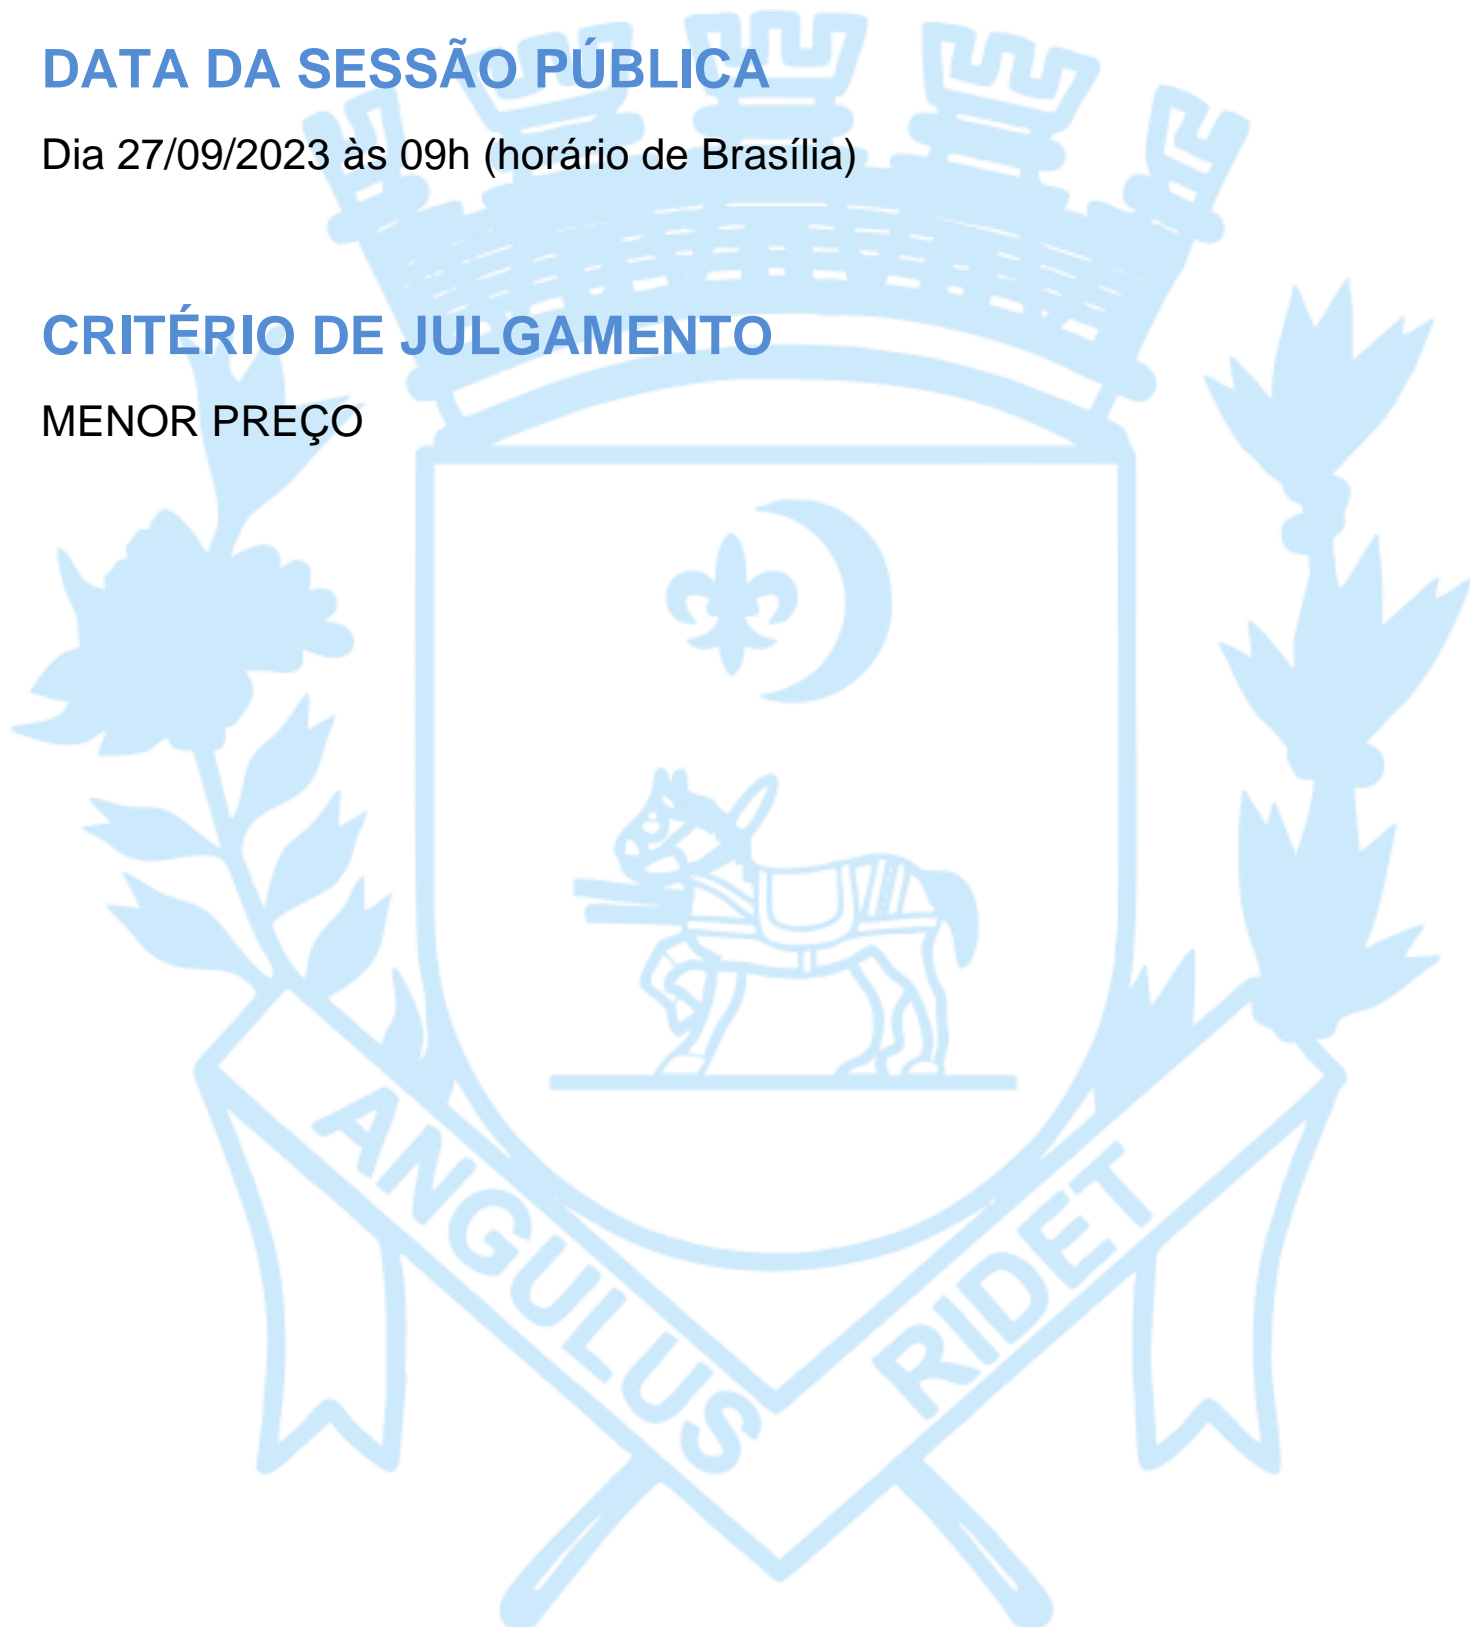 DATA DA SESSÃO PÚBLICA
Dia 27/09/2023 às 09h (horário de Brasília)
CRITÉRIO DE JULGAMENTO
MENOR PREÇO
ANGULUS RIDET